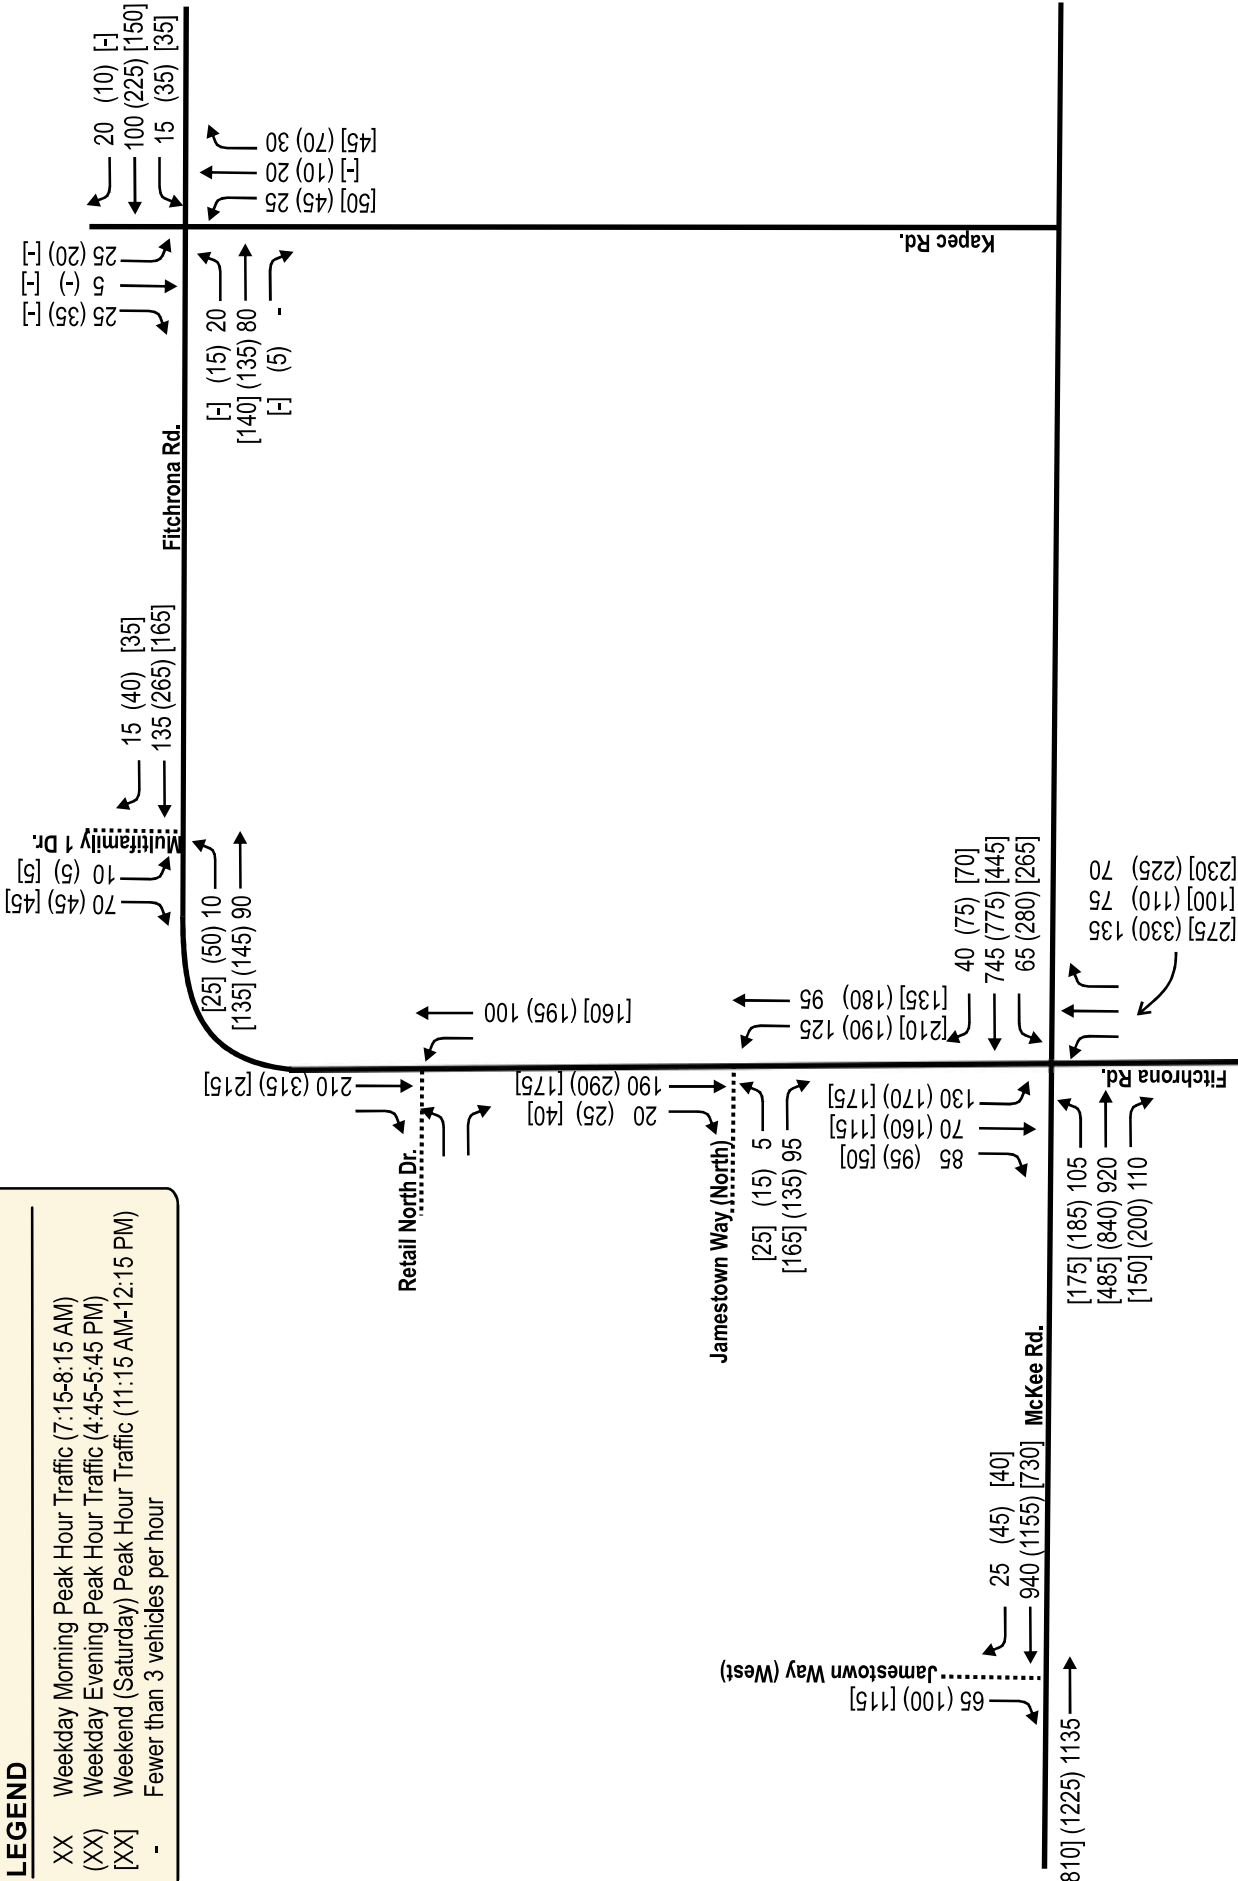 LEGEND
XX Weekday Morning Peak Hour Traffic (7:15-8:15 AM)
(XX) Weekday Evening Peak Hour Traffic (4:45-5:45 PM)
[XX] Weekend (Saturday) Peak Hour Traffic (11:15 AM-12:15 PM)
- Fewer than 3 vehicles per hour
20 (10) [-]
100 (225) [150]
15 (35) [35]
[45] (70) 30
[-] (10) 20
[50] (45) 25
25 (20) [-]
5 (-) [-]
25 (35) [-]
[-] (15) 20
[140] (135) 80
[-] (5) -
Kapec Rd.
Fitchrona Rd.
15 (40) [35]
135 (265) [165]
Multifamily 1 Dr.
10 (5) [5]
70 (45) [45]
[25] (50) 10
[135] (145) 90
[160] (195) 100
210 (315) [215]
Retail North Dr.
[135] (180) 95
[210] (190) 125
190 (290) [175]
20 (25) [40]
Jamestown Way (North)
[25] (15) 5
[165] (135) 95
40 (75) [70]
745 (775) [445]
65 (280) [265]
[230] (225) 70
[100] (110) 75
[275] (330) 135
130 (170) [175]
70 (160) [115]
85 (95) [50]
Fitchrona Rd.
[175] (185) 105
[485] (840) 920
[150] (200) 110
McKee Rd.
25 (45) [40]
940 (1155) [730]
Jamestown Way (West)
65 (100) [115]
810] (1225) 1135